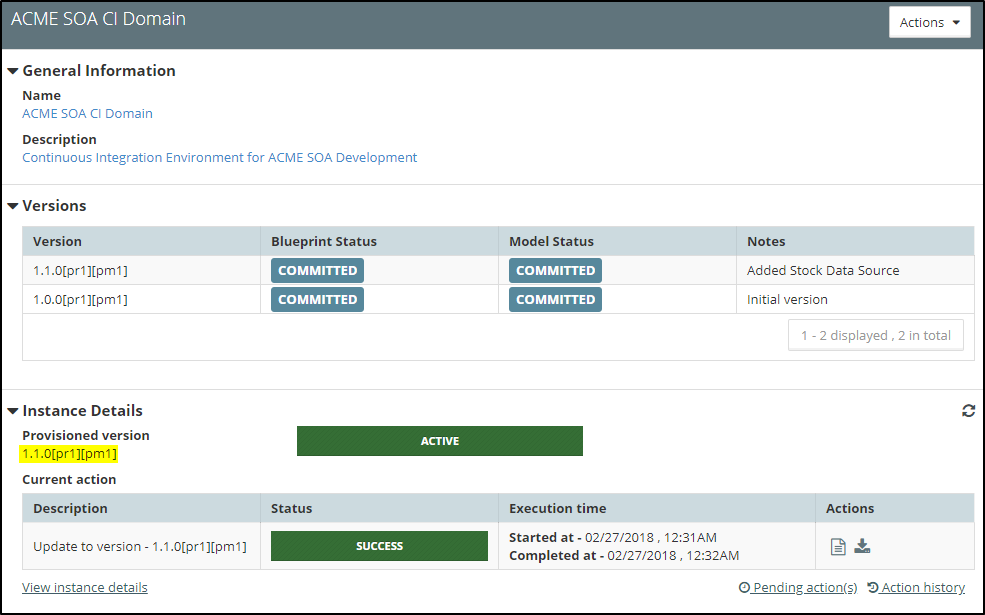 ACME SOA CI Domain
Actions
General Information
Name
ACME SOA CI Domain
Description
Continuous Integration Environment for ACME SOA Development
Versions
Version Blueprint Status Model Status Notes
1.1.0[pr1][pm1] COMMITTED COMMITTED Added Stock Data Source
1.0.0[pr1][pm1] COMMITTED COMMITTED Initial version
1 - 2 displayed , 2 in total
Instance Details
Provisioned version
1.1.0[pr1][pm1]
ACTIVE
Current action
Description Status Execution time Actions
Update to version - 1.1.0[pr1][pm1] SUCCESS Started at - 02/27/2018 , 12:31AM
Completed at - 02/27/2018 , 12:32AM
View instance details Pending action(s) Action history